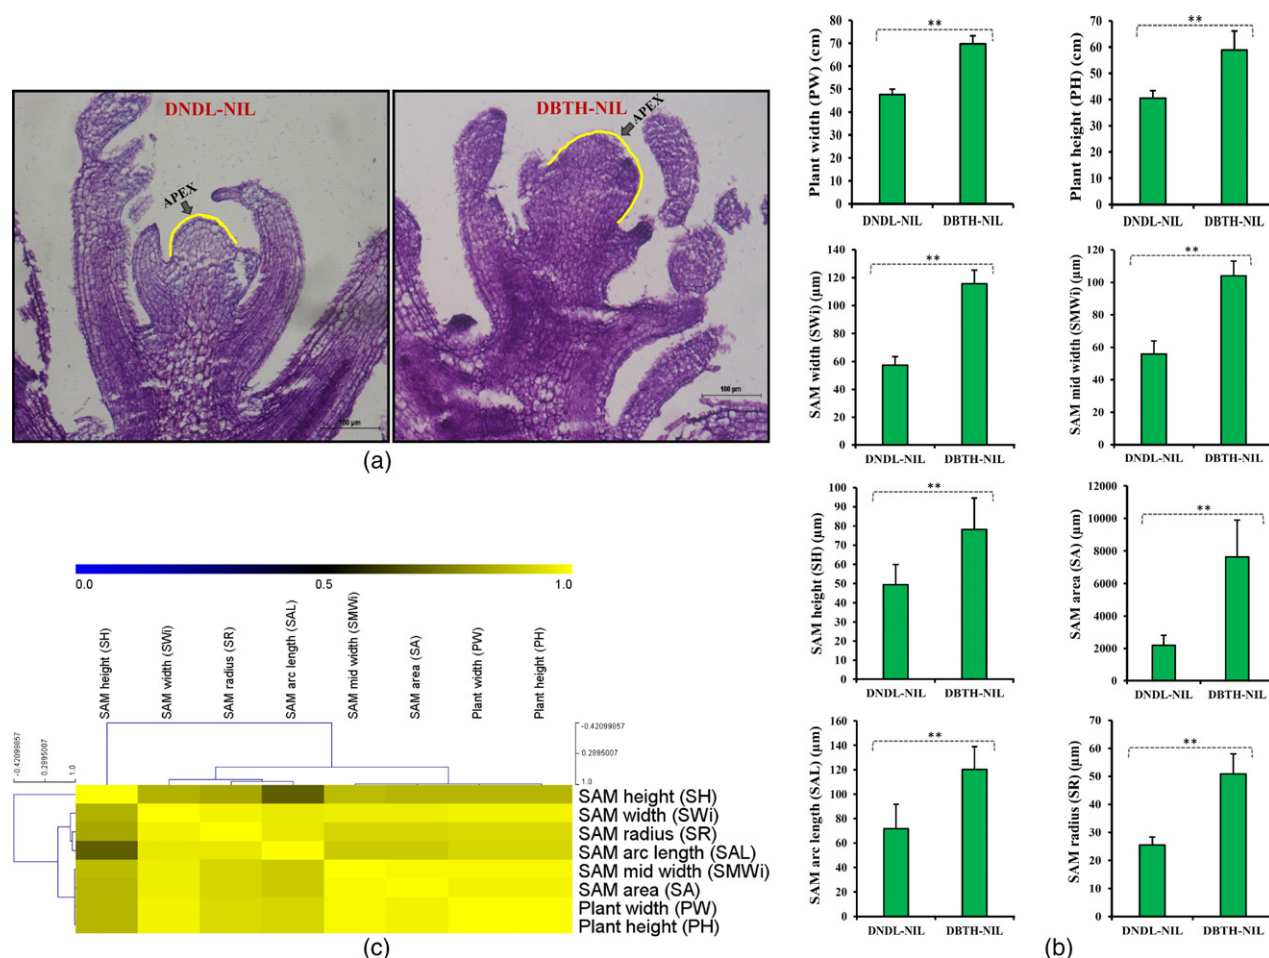 DNDL-NIL
APEX
100 µm
DBTH-NIL
APEX
100 µm
(a)
Plant width (PW) (cm)
80
70
60
50
40
30
20
10
0
**
DNDL-NIL
DBTH-NIL
Plant height (PH) (cm)
70
60
50
40
30
20
10
0
**
DNDL-NIL
DBTH-NIL
SAM width (SWi) (µm)
140
120
100
80
60
40
20
0
**
DNDL-NIL
DBTH-NIL
SAM mid width (SMWi) (µm)
120
100
80
60
40
20
0
**
DNDL-NIL
DBTH-NIL
SAM height (SH) (µm)
100
90
80
70
60
50
40
30
20
10
0
**
DNDL-NIL
DBTH-NIL
SAM area (SA) (µm)
12000
10000
8000
6000
4000
2000
0
**
DNDL-NIL
DBTH-NIL
SAM arc length (SAL) (µm)
160
140
120
100
80
60
40
20
0
**
DNDL-NIL
DBTH-NIL
SAM radius (SR) (µm)
70
60
50
40
30
20
10
0
**
DNDL-NIL
DBTH-NIL
(b)
0.0
0.5
1.0
SAM height (SH)
SAM width (SWi)
SAM radius (SR)
SAM arc length (SAL)
SAM mid width (SMWi)
SAM area (SA)
Plant width (PW)
Plant height (PH)
-0.42099857
0.2895007
1.0
-0.42099857
0.2895007
1.0
SAM height (SH)
SAM width (SWi)
SAM radius (SR)
SAM arc length (SAL)
SAM mid width (SMWi)
SAM area (SA)
Plant width (PW)
Plant height (PH)
(c)